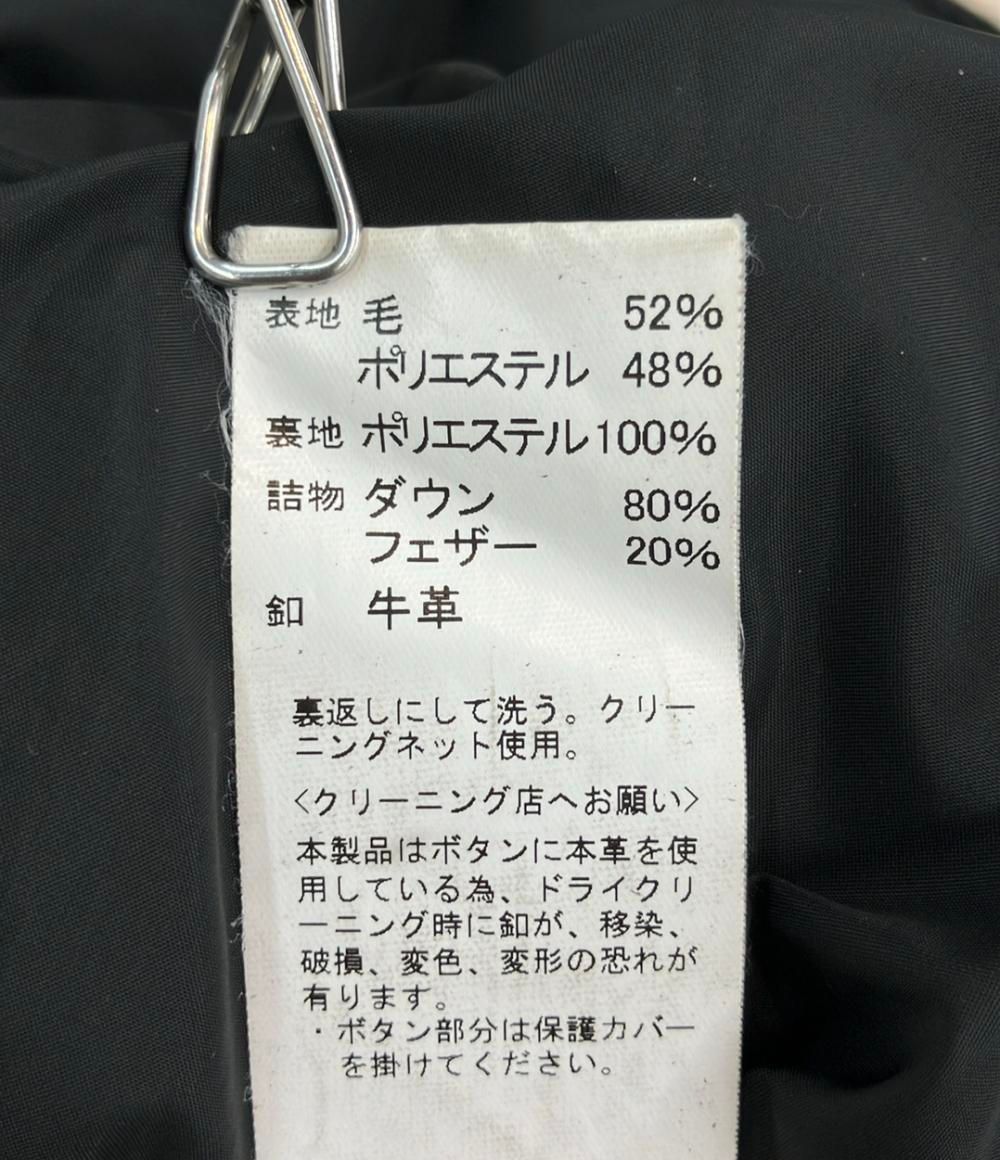 表地 毛 52%
ポリエステル 48%
裏地 ポリエステル100%
詰物 ダウン 80%
フェザー 20%
釦 牛革
裏返しにして洗う。クリー
ニングネット使用。
〈クリーニング店へお願い〉
本製品はボタンに本革を使
用している為、ドライクリ
ーニング時に釦が、移染、
破損、変色、変形の恐れが
有ります。
・ボタン部分は保護カバー
を掛けてください。